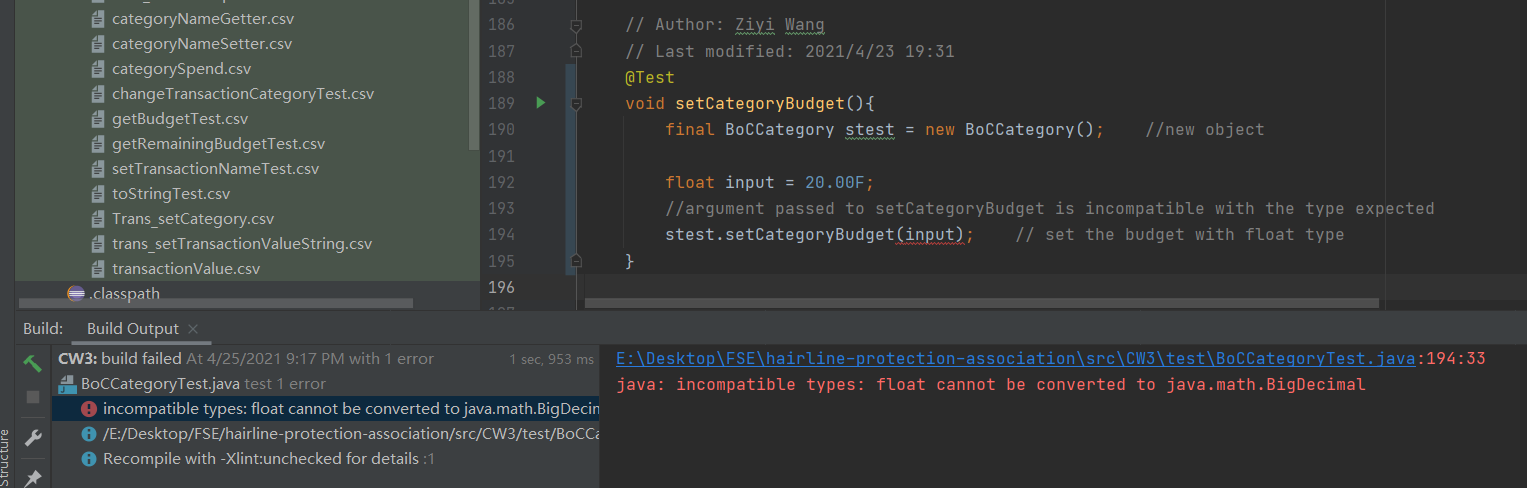 categoryNameGetter.csv
categoryNameSetter.csv
categorySpend.csv
changeTransactionCategoryTest.csv
getBudgetTest.csv
getRemainingBudgetTest.csv
setTransactionNameTest.csv
toStringTest.csv
Trans_setCategory.csv
trans_setTransactionValueString.csv
transactionValue.csv
.classpath
186 // Author: Ziyi Wang
187 // Last modified: 2021/4/23 19:31
188 @Test
189 void setCategoryBudget(){
190 final BoCCategory stest = new BoCCategory(); //new object
191
192 float input = 20.00F;
193 //argument passed to setCategoryBudget is incompatible with the type expected
194 stest.setCategoryBudget(input); // set the budget with float type
195 }
196
Build: Build Output
CW3: build failed At 4/25/2021 9:17 PM with 1 error 1 sec, 953 ms
BoCCategoryTest.java test 1 error
incompatible types: float cannot be converted to java.math.BigDecin
/E:/Desktop/FSE/hairline-protection-association/src/CW3/test/BoCCa
Recompile with -Xlint:unchecked for details :1
E:\Desktop\FSE\hairline-protection-association\src\CW3\test\BoCCategoryTest.java:194:33
java: incompatible types: float cannot be converted to java.math.BigDecimal
Structure